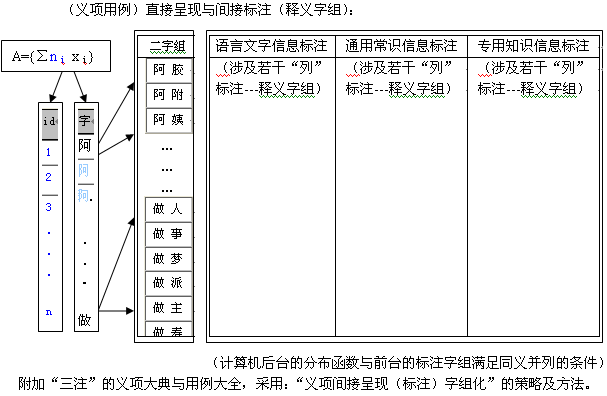 （义项用例）直接呈现与间接标注（释义字组）：
A={∑ni xi}
二字组
语言文字信息标注
通用常识信息标注
专用知识信息标注
（涉及若干“列”
标注---释义字组）
（涉及若干“列”
标注---释义字组）
（涉及若干“列”
标注---释义字组）
id
1
2
3
.
.
.
n
字
阿
阿
阿.
.
.
.
做
阿 胶
阿 附
阿 姨
…
…
…
做 人
做 事
做 梦
做 派
做 主
做 寿
（计算机后台的分布函数与前台的标注字组满足同义并列的条件）
附加“三注”的义项大典与用例大全，采用：“义项间接呈现（标注）字组化”的策略及方法。